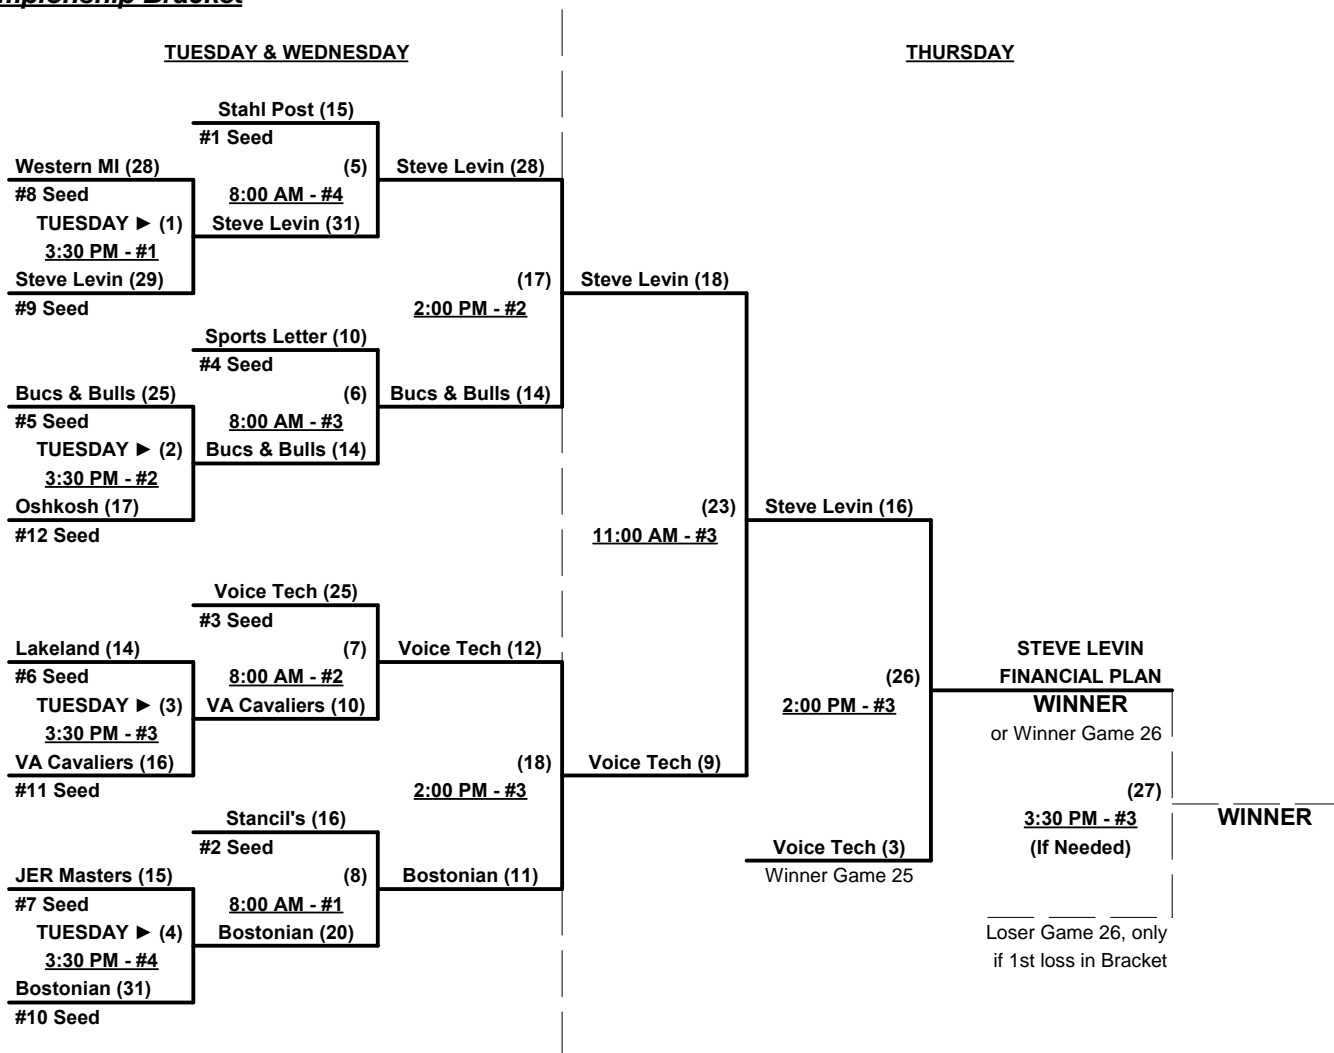 mpionship Bracket
TUESDAY & WEDNESDAY
THURSDAY
Stahl Post (15)
#1 Seed
Western MI (28)
(5)
Steve Levin (28)
#8 Seed
8:00 AM - #4
TUESDAY ► (1)
Steve Levin (31)
3:30 PM - #1
Steve Levin (29)
(17)
Steve Levin (18)
#9 Seed
2:00 PM - #2
Sports Letter (10)
#4 Seed
Bucs & Bulls (25)
(6)
Bucs & Bulls (14)
#5 Seed
8:00 AM - #3
TUESDAY ► (2)
Bucs & Bulls (14)
3:30 PM - #2
Oshkosh (17)
(23)
Steve Levin (16)
#12 Seed
11:00 AM - #3
Voice Tech (25)
#3 Seed
Lakeland (14)
(7)
Voice Tech (12)
STEVE LEVIN
#6 Seed
8:00 AM - #2
(26)
FINANCIAL PLAN
TUESDAY ► (3)
VA Cavaliers (10)
2:00 PM - #3
WINNER
3:30 PM - #3
or Winner Game 26
VA Cavaliers (16)
(18)
Voice Tech (9)
#11 Seed
2:00 PM - #3
(27)
Stancil's (16)
3:30 PM - #3
WINNER
#2 Seed
Voice Tech (3)
(If Needed)
JER Masters (15)
(8)
Bostonian (11)
Winner Game 25
#7 Seed
8:00 AM - #1
TUESDAY ► (4)
Bostonian (20)
Loser Game 26, only
3:30 PM - #4
if 1st loss in Bracket
Bostonian (31)
#10 Seed